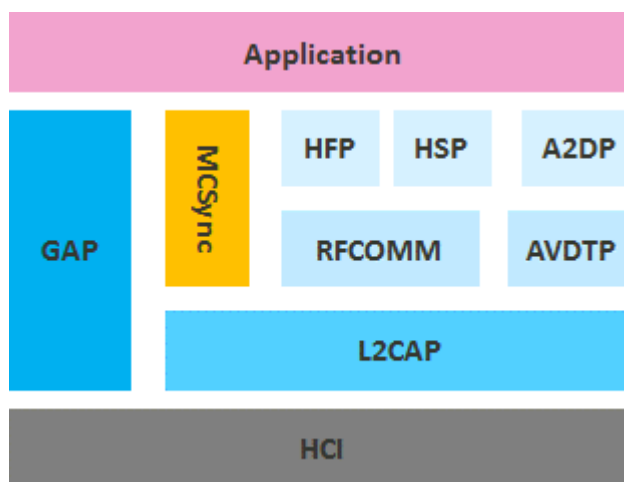 Application
GAP
MCSync
HFP
HSP
A2DP
RFCOMM
AVDTP
L2CAP
HCI